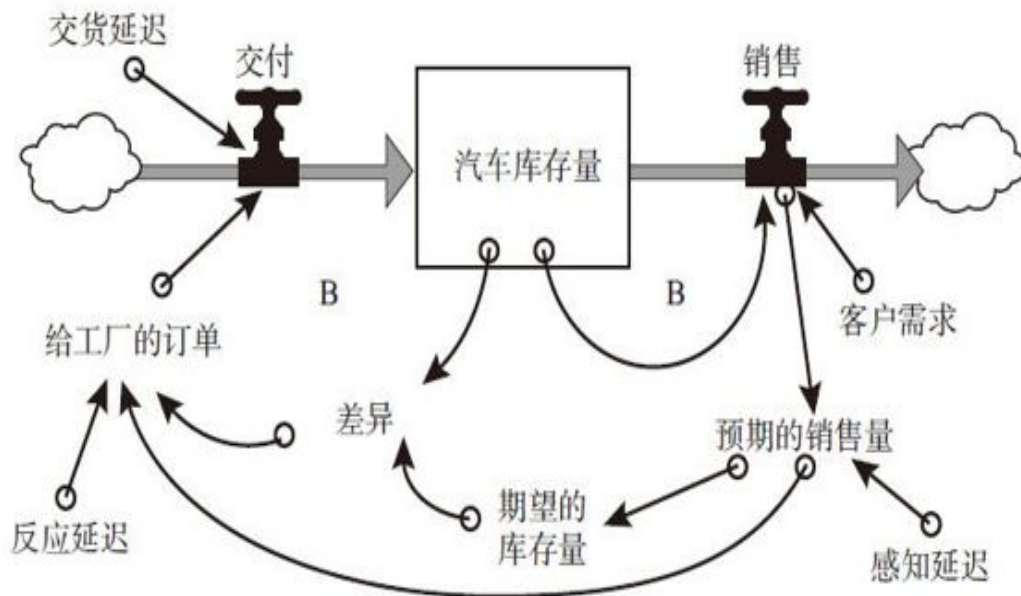 交货延迟
交付
销售
汽车库存量
B
B
客户需求
给工厂的订单
差异
预期的销售量
期望的
库存量
反应延迟
感知延迟